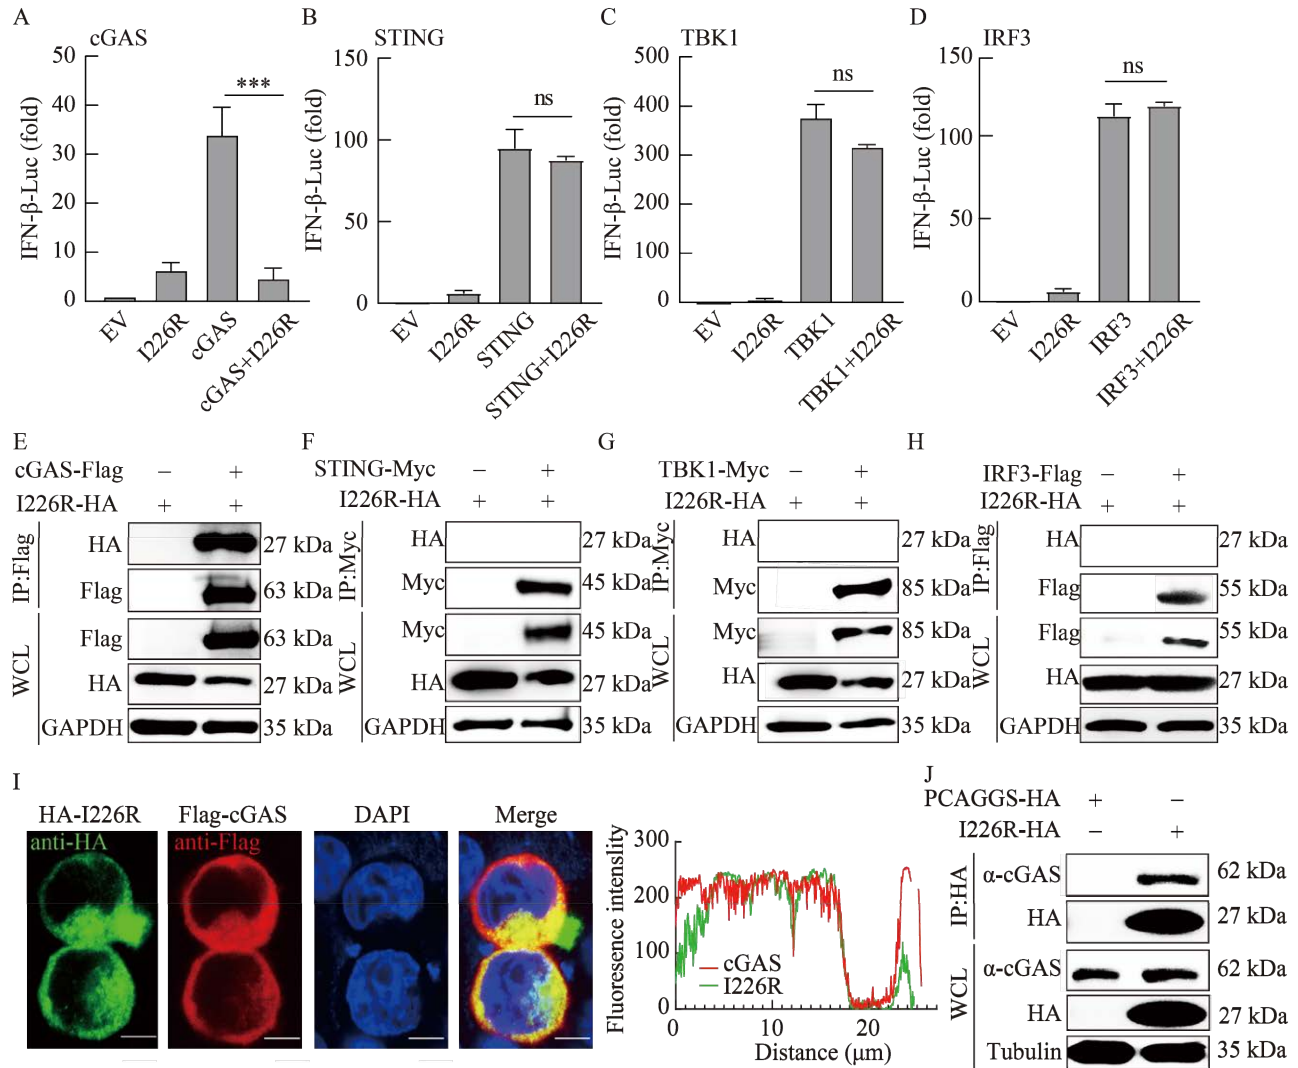 A
cGAS
50
40
30
20
10
0
IFN-β-Luc (fold)
***
EV
I226R
cGAS
cGAS+I226R
B
STING
150
100
50
0
IFN-β-Luc (fold)
ns
EV
I226R
STING
STING+I226R
C
TBK1
500
400
300
200
100
0
IFN-β-Luc (fold)
ns
EV
I226R
TBK1
TBK1+I226R
D
IRF3
150
100
50
0
IFN-β-Luc (fold)
ns
EV
I226R
IRF3
IRF3+I226R
E
cGAS-Flag – +
I226R-HA + +
IP:Flag
HA 27 kDa
Flag 63 kDa
WCL
Flag 63 kDa
HA 27 kDa
GAPDH 35 kDa
F
STING-Myc – +
I226R-HA + +
IP:Myc
HA 27 kDa
Myc 45 kDa
WCL
Myc 45 kDa
HA 27 kDa
GAPDH 35 kDa
G
TBK1-Myc – +
I226R-HA + +
IP:Myc
HA 27 kDa
Myc 85 kDa
WCL
Myc 85 kDa
HA 27 kDa
GAPDH 35 kDa
H
IRF3-Flag – +
I226R-HA + +
IP:Flag
HA 27 kDa
Flag 55 kDa
WCL
Flag 55 kDa
HA 27 kDa
GAPDH 35 kDa
I
HA-I226R Flag-cGAS DAPI Merge
anti-HA anti-Flag
Fluoresence intenslity
300
200
100
0
cGAS
I226R
0 10 20
Distance (μm)
J
PCAGGS-HA + –
I226R-HA – +
IP:HA
α-cGAS 62 kDa
HA 27 kDa
WCL
α-cGAS 62 kDa
HA 27 kDa
Tubulin 35 kDa